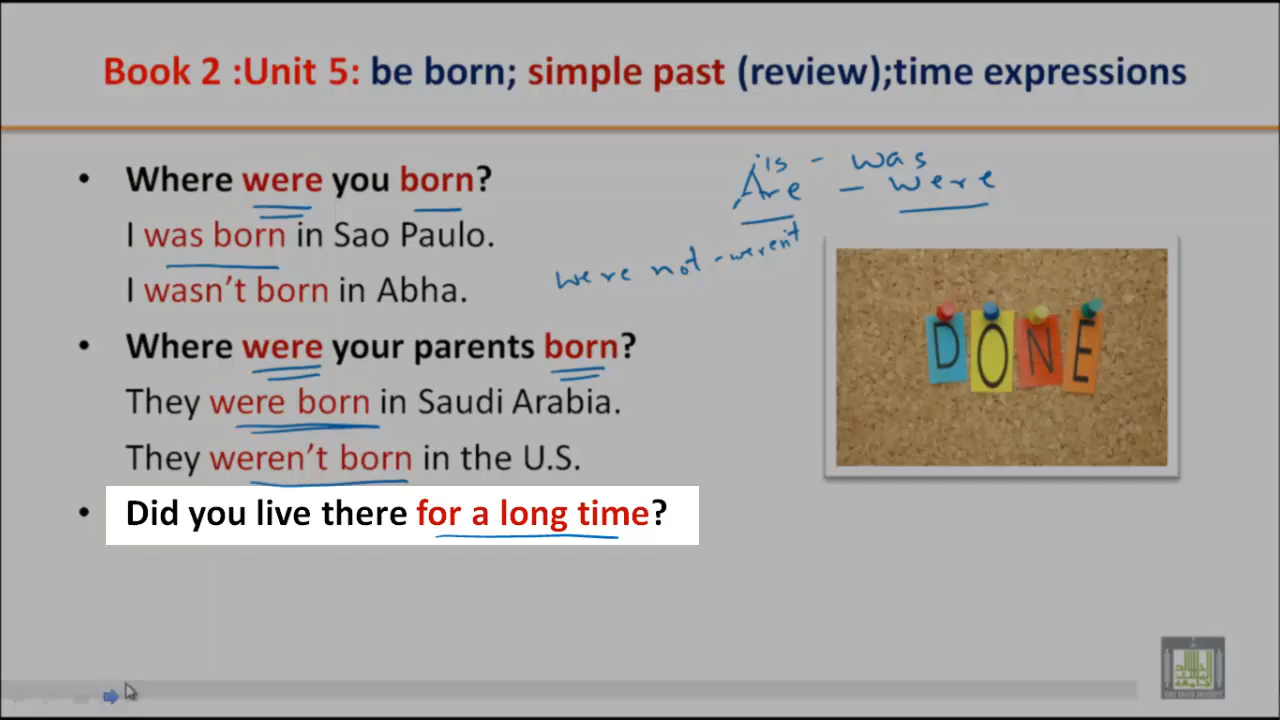 Book 2 :Unit 5: be born; simple past (review);time expressions
• Where were you born?
I was born in Sao Paulo.
I wasn't born in Abha.
• Where were your parents born?
They were born in Saudi Arabia.
They weren't born in the U.S.
• Did you live there for a long time?
is - was
Are - were
were not - weren't
DONE